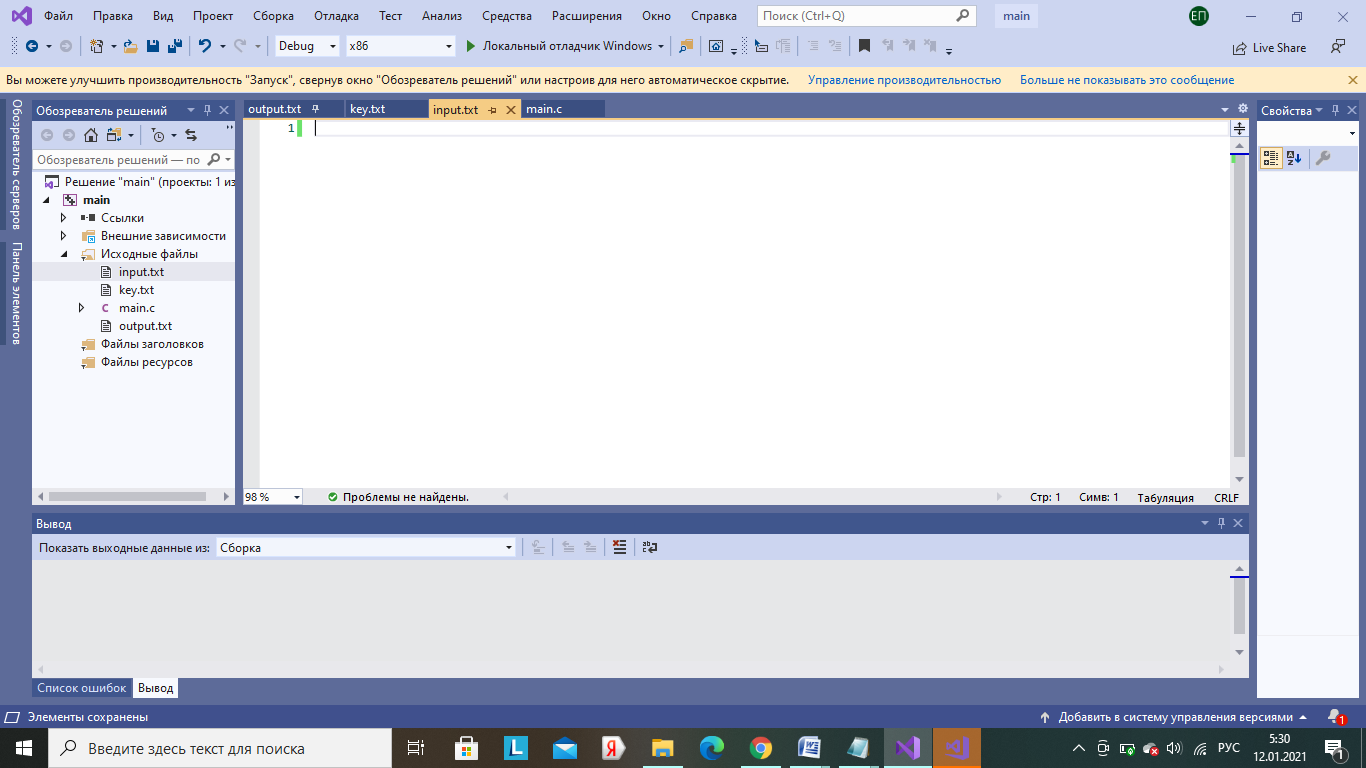 Файл Правка Вид Проект Сборка Отладка Тест Анализ Средства Расширения Окно Справка Поиск (Ctrl+Q) main ЕП
Debug x86 Локальный отладчик Windows Live Share
Вы можете улучшить производительность "Запуск", свернув окно "Обозреватель решений" или настроив для него автоматическое скрытие. Управление производительностью Больше не показывать это сообщение
Обозреватель серверов
Панель элементов
Обозреватель решений
Обозреватель решений — по
Решение "main" (проекты: 1 из
main
Ссылки
Внешние зависимости
Исходные файлы
input.txt
key.txt
main.c
output.txt
Файлы заголовков
Файлы ресурсов
output.txt key.txt input.txt main.c
1
98 % Проблемы не найдены. Стр: 1 Симв: 1 Табуляция CRLF
Свойства
Вывод
Показать выходные данные из: Сборка
Список ошибок Вывод
Элементы сохранены Добавить в систему управления версиями 1
Введите здесь текст для поиска
РУС
5:30
12.01.2021
1